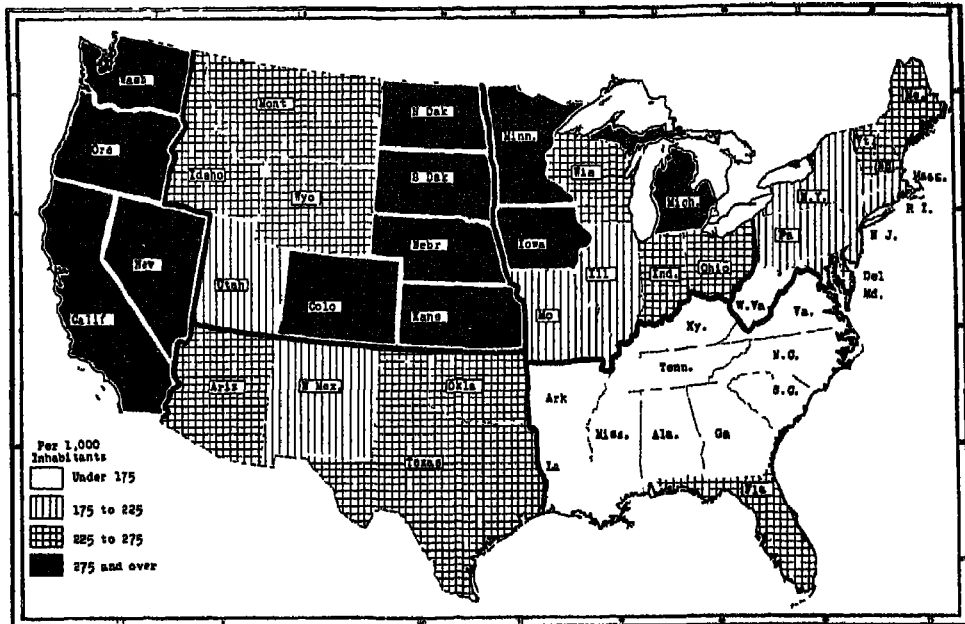 Wash
Mont
N Dak
Minn.
Me.
Ore
Idaho
Wyo
S Dak
Wis
Mich.
Vt.
NH
Mass.
N.Y.
R I.
Nev
Nebr
Iowa
Pa
N J.
Utah
Ill
Ind.
Ohio
Del
Md.
Calif
Colo
Kans
Mo
W.Va
Va.
Ky.
Tenn.
N.C.
S.C.
Ariz
N Mex.
Okla
Ark
Miss.
Ala.
Ga
Texas
La
Fla
Per 1,000
Inhabitants
Under 175
175 to 225
225 to 275
275 and over